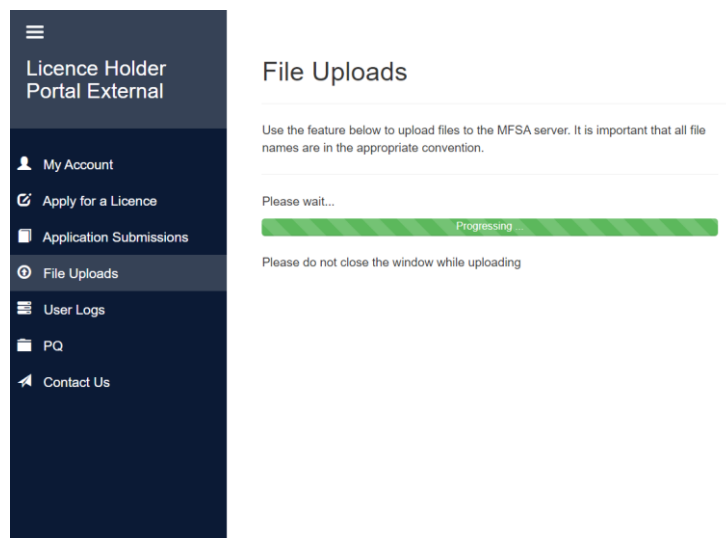 Licence Holder
Portal External
My Account
Apply for a Licence
Application Submissions
File Uploads
User Logs
PQ
Contact Us
File Uploads
Use the feature below to upload files to the MFSA server. It is important that all file
names are in the appropriate convention.
Please wait...
Progressing ...
Please do not close the window while uploading